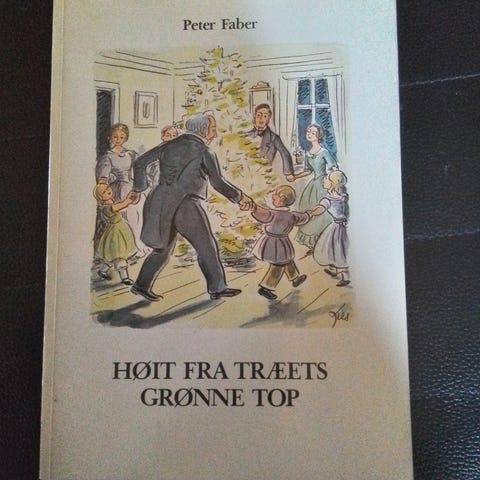 Peter Faber
HØIT FRA TRÆETS
GRØNNE TOP